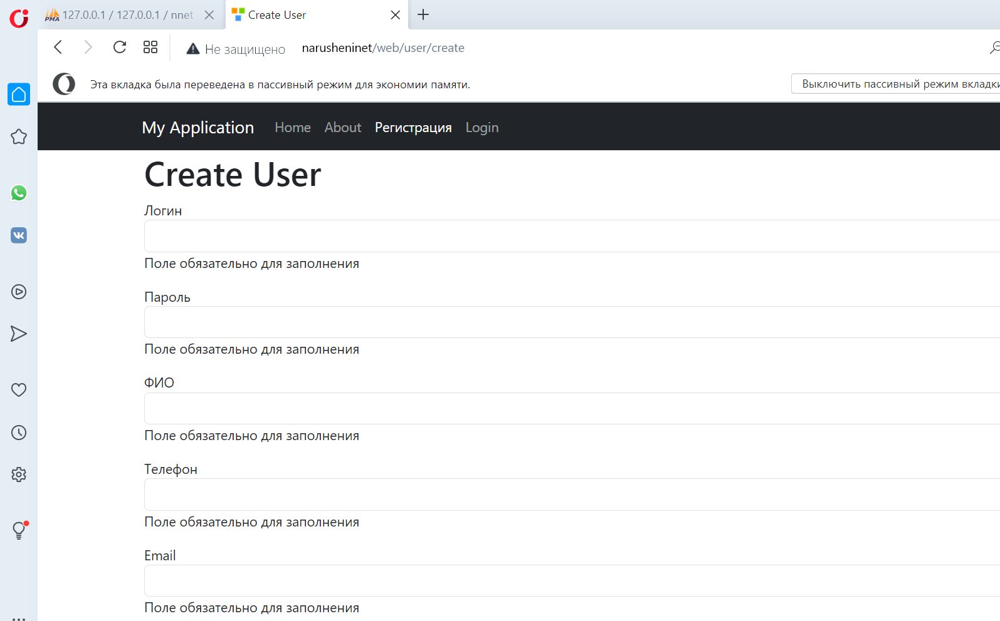 PMA 127.0.0.1 / 127.0.0.1 / nnet
Create User
Не защищено narusheninet/web/user/create
Эта вкладка была переведена в пассивный режим для экономии памяти.
Выключить пассивный режим вкладки
My Application Home About Регистрация Login
Create User
Логин
Поле обязательно для заполнения
Пароль
Поле обязательно для заполнения
ФИО
Поле обязательно для заполнения
Телефон
Поле обязательно для заполнения
Email
Поле обязательно для заполнения